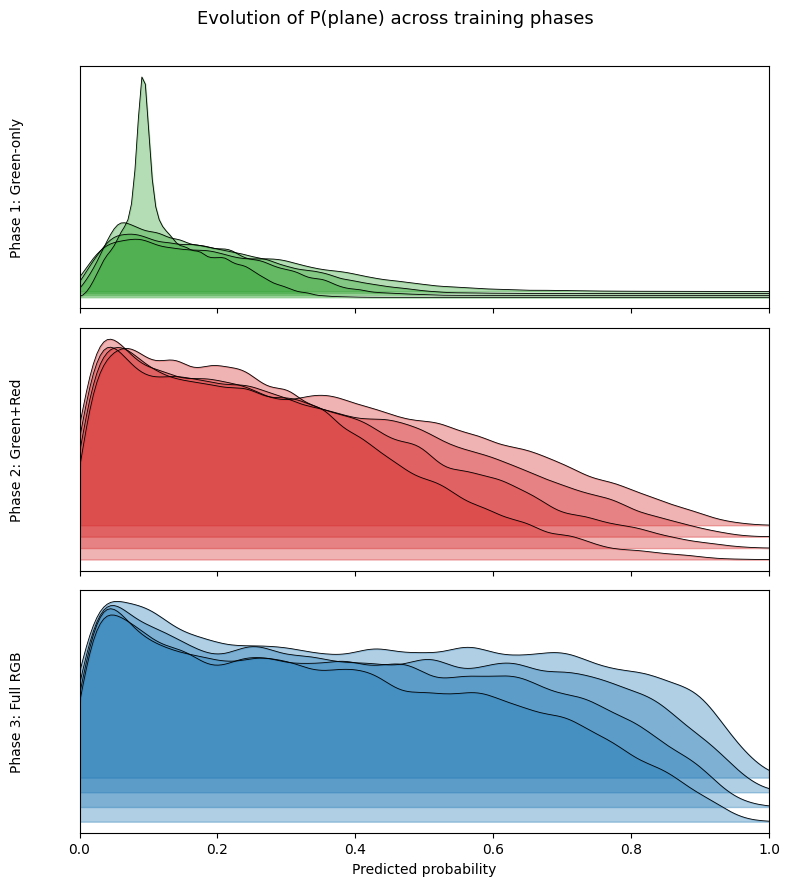 Evolution of P(plane) across training phases
Phase 1: Green-only
Phase 2: Green+Red
Phase 3: Full RGB
0.0 0.2 0.4 0.6 0.8 1.0
Predicted probability